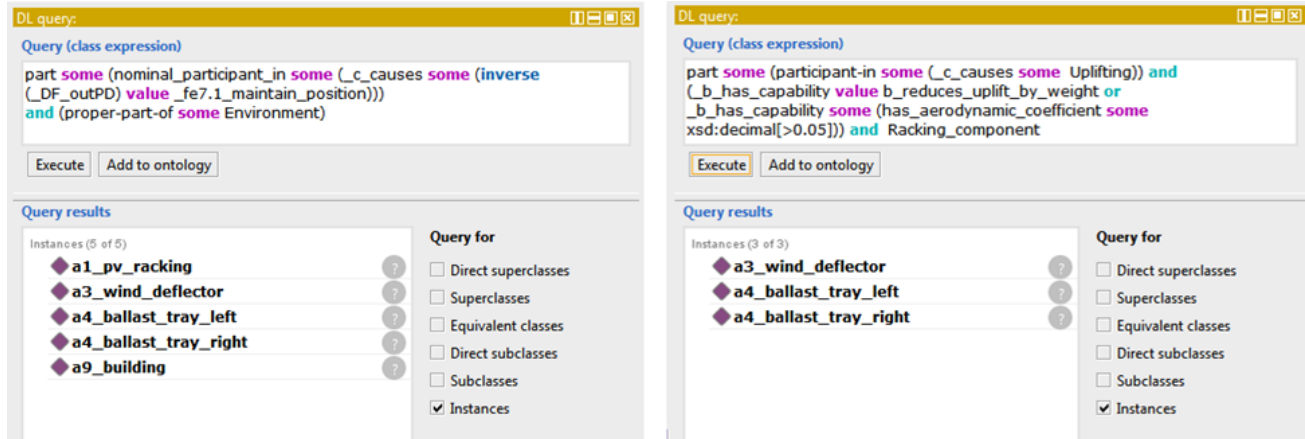 DL query:
Query (class expression)
part some (nominal_participant_in some (_c_causes some (inverse
(_DF_outPD) value _fe7.1_maintain_position)))
and (proper-part-of some Environment)
Execute
Add to ontology
Query results
Instances (5 of 5)
a1_pv_racking
?
a3_wind_deflector
?
a4_ballast_tray_left
?
a4_ballast_tray_right
?
a9_building
?
Query for
Direct superclasses
Superclasses
Equivalent classes
Direct subclasses
Subclasses
Instances
DL query:
Query (class expression)
part some (participant-in some (_c_causes some Uplifting)) and
(_b_has_capability value b_reduces_uplift_by_weight or
_b_has_capability some (has_aerodynamic_coefficient some
xsd:decimal[>0.05])) and Racking_component
Execute
Add to ontology
Query results
Instances (3 of 3)
a3_wind_deflector
?
a4_ballast_tray_left
?
a4_ballast_tray_right
?
Query for
Direct superclasses
Superclasses
Equivalent classes
Direct subclasses
Subclasses
Instances